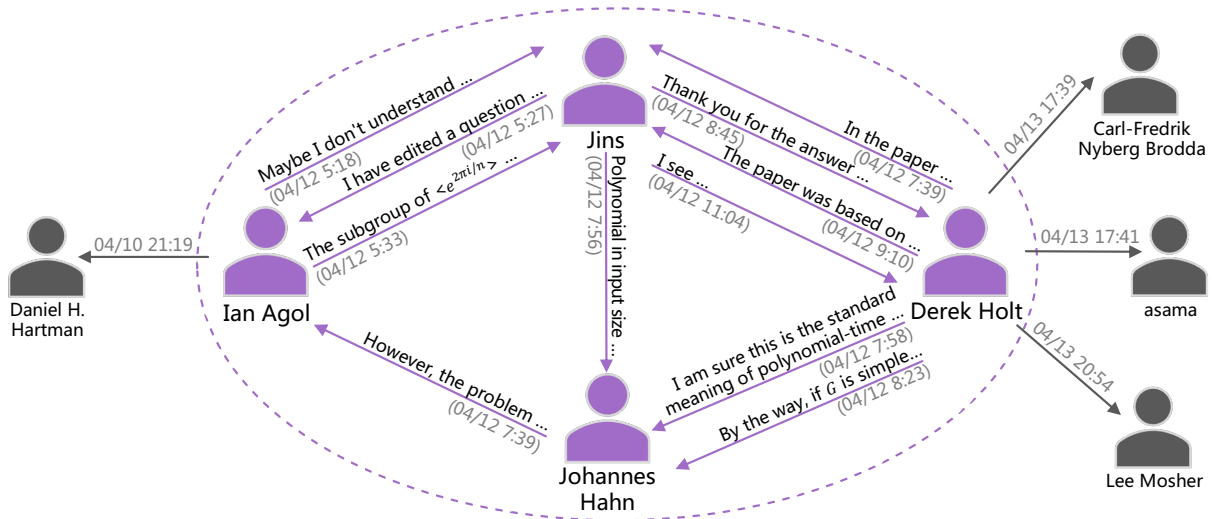 Maybe I don't understand ...
(04/12 5:18)
I have edited a question ...
(04/12 5:27)
The subgroup of <e^{2πi/n}> ...
(04/12 5:33)
Jins
Polynomial in input size ...
(04/12 7:56)
In the paper ...
(04/12 7:39)
Thank you for the answer ...
(04/12 8:45)
The paper was based on ...
(04/12 9:10)
I see ...
(04/12 11:04)
04/13 17:39
Carl-Fredrik
Nyberg Brodda
04/10 21:19
Daniel H.
Hartman
Ian Agol
Derek Holt
04/13 17:41
asama
However, the problem ...
(04/12 7:39)
I am sure this is the standard
meaning of polynomial-time ...
(04/12 7:58)
By the way, if G is simple...
(04/12 8:23)
04/13 20:54
Lee Mosher
Johannes
Hahn